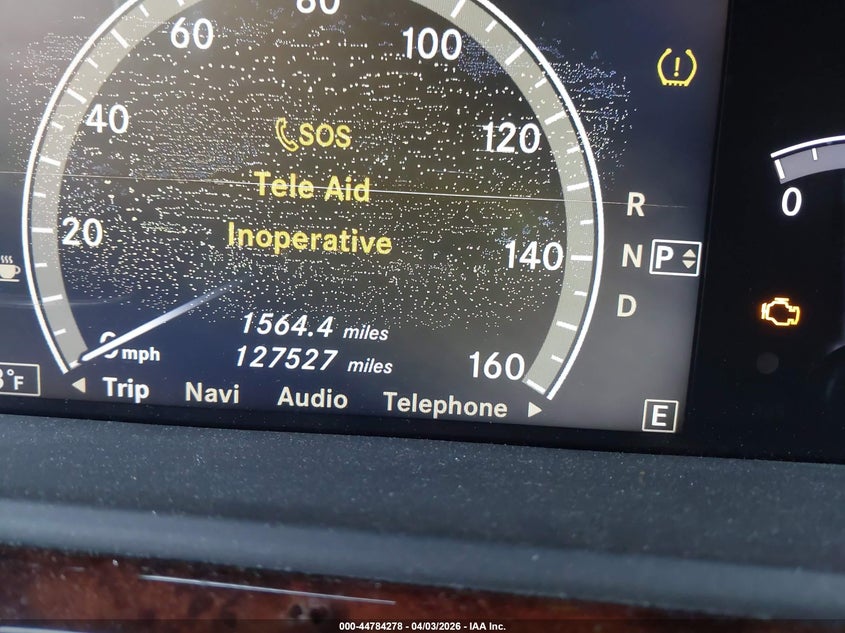 80
60
100
40
SOS
120
Tele Aid
R
0
20
Inoperative
140
N
P
D
1564.4 miles
mph
127527 miles
160
°F
Trip
Navi
Audio
Telephone
E
000-44784278 - 04/03/2026 - IAA Inc.